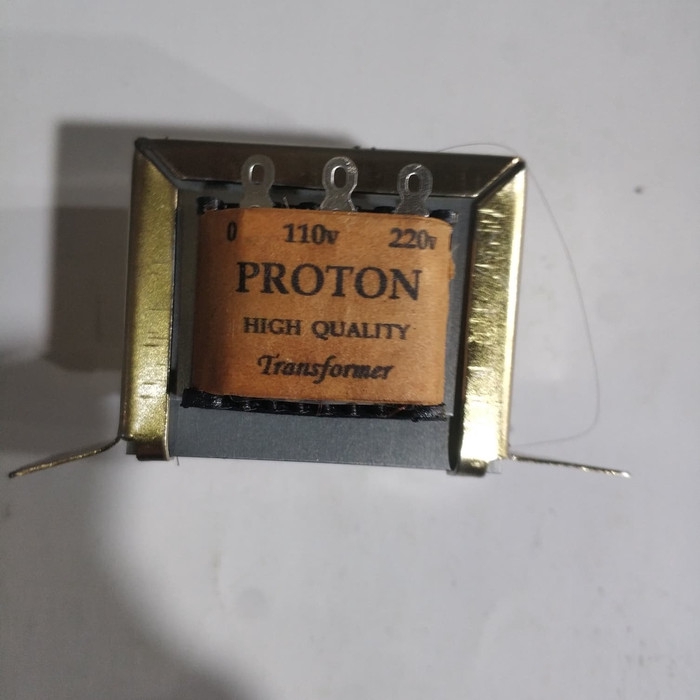 0 110v 220v
PROTON
HIGH QUALITY
Transformer